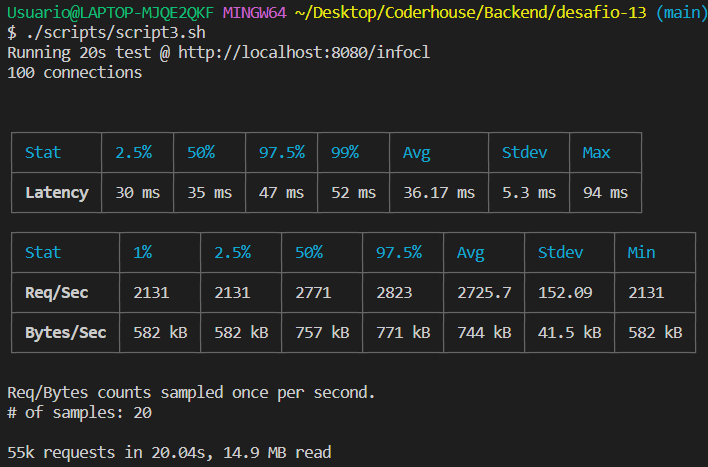 Usuario@LAPTOP-MJQE2QKF MINGW64 ~/Desktop/Coderhouse/Backend/desafio-13 (main)
$ ./scripts/script3.sh
Running 20s test @ http://localhost:8080/infocl
100 connections
Stat 2.5% 50% 97.5% 99% Avg Stdev Max
Latency 30 ms 35 ms 47 ms 52 ms 36.17 ms 5.3 ms 94 ms
Stat 1% 2.5% 50% 97.5% Avg Stdev Min
Req/Sec 2131 2131 2771 2823 2725.7 152.09 2131
Bytes/Sec 582 kB 582 kB 757 kB 771 kB 744 kB 41.5 kB 582 kB
Req/Bytes counts sampled once per second.
# of samples: 20
55k requests in 20.04s, 14.9 MB read